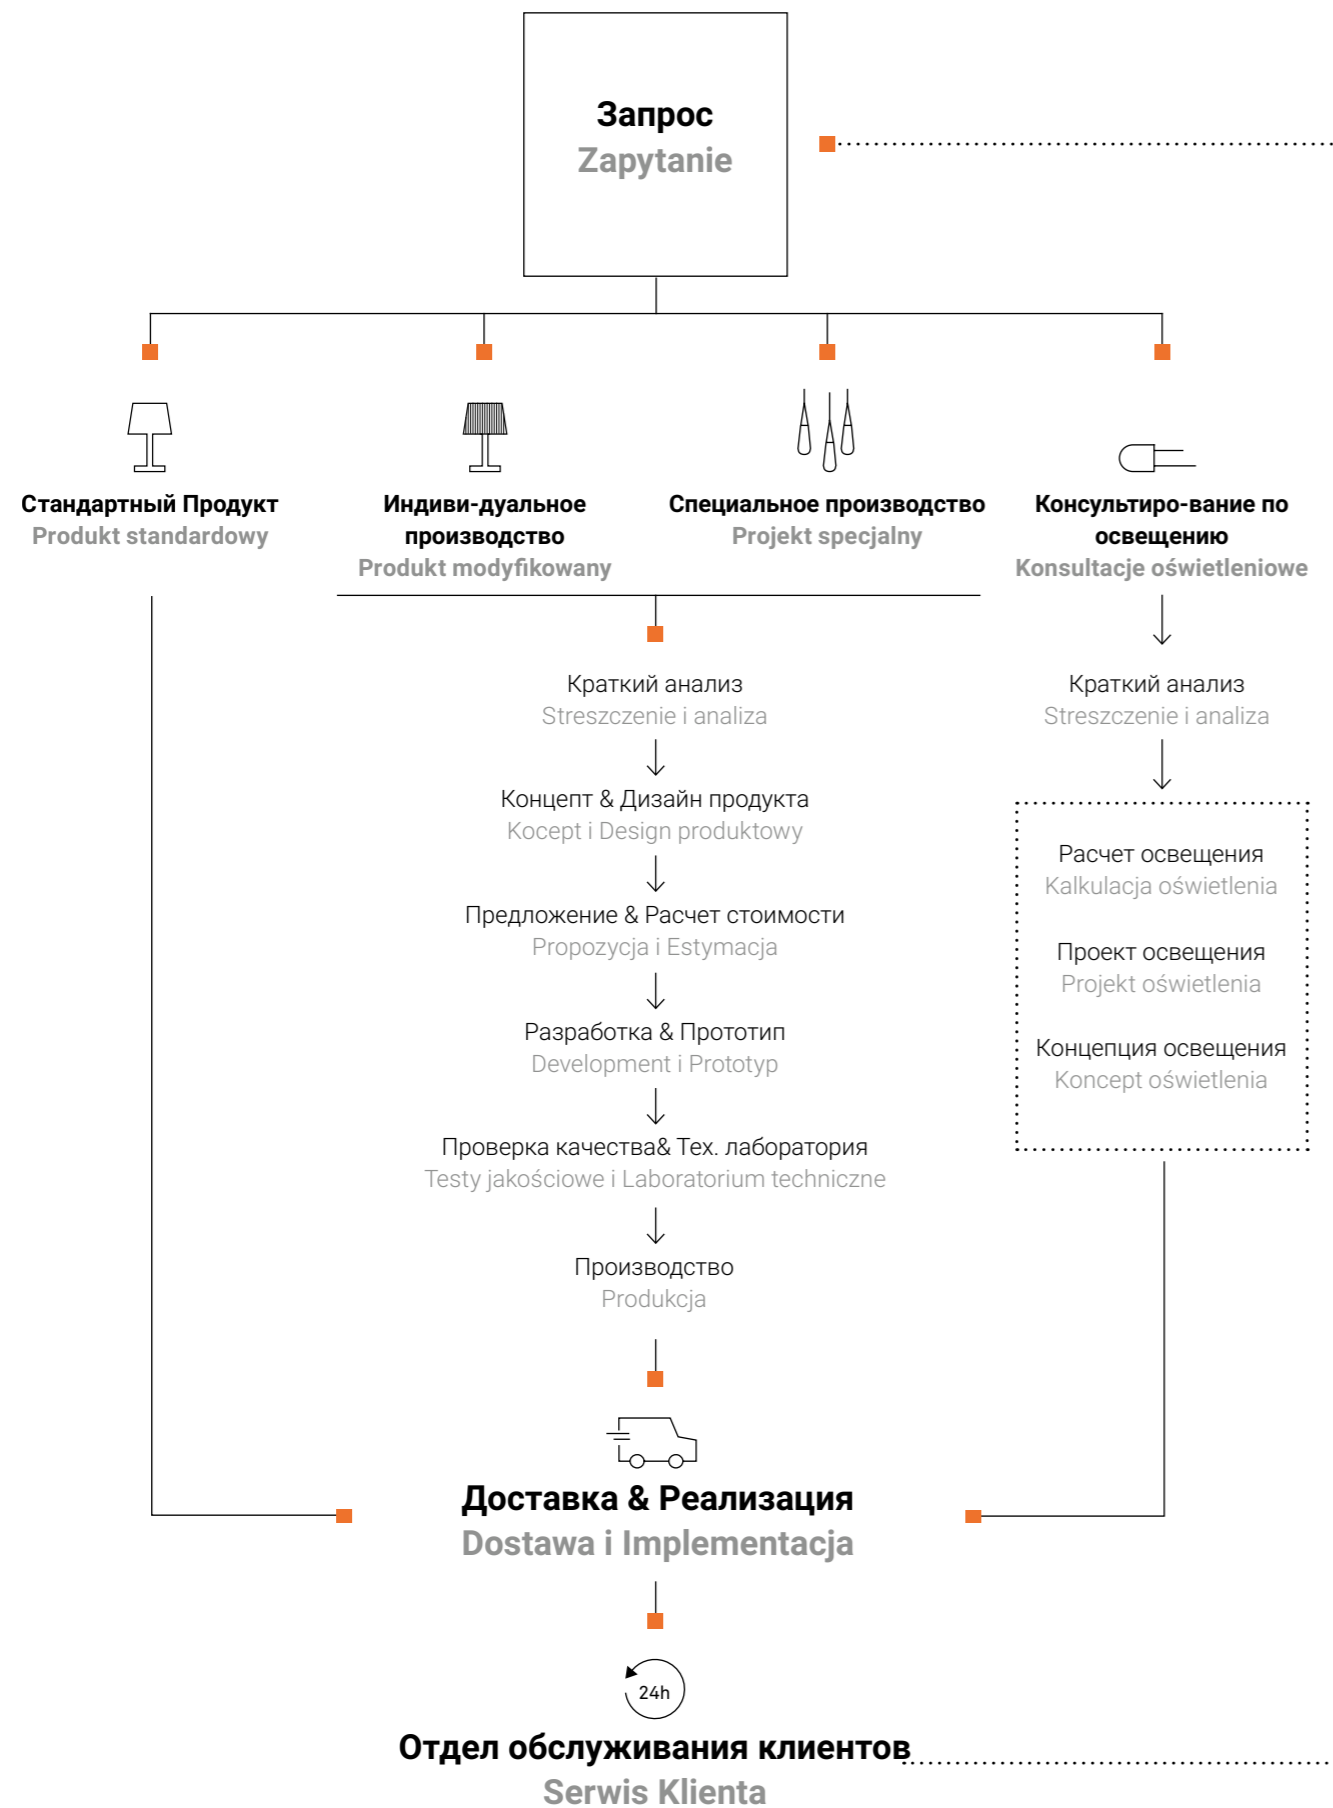 Запрос
Zapytanie
Стандартный Продукт
Produkt standardowy
Индиви-дуальное
производство
Produkt modyfikowany
Специальное производство
Projekt specjalny
Консультиро-вание по
освещению
Konsultacje oświetleniowe
Краткий анализ
Streszczenie i analiza
Концепт & Дизайн продукта
Kocept i Design produktowy
Предложение & Расчет стоимости
Propozycja i Estymacja
Разработка & Прототип
Development i Prototyp
Проверка качества& Тех. лаборатория
Testy jakościowe i Laboratorium techniczne
Производство
Produkcja
Краткий анализ
Streszczenie i analiza
Расчет освещения
Kalkulacja oświetlenia
Проект освещения
Projekt oświetlenia
Концепция освещения
Koncept oświetlenia
Доставка & Реализация
Dostawa i Implementacja
24h
Отдел обслуживания клиентов
Serwis Klienta